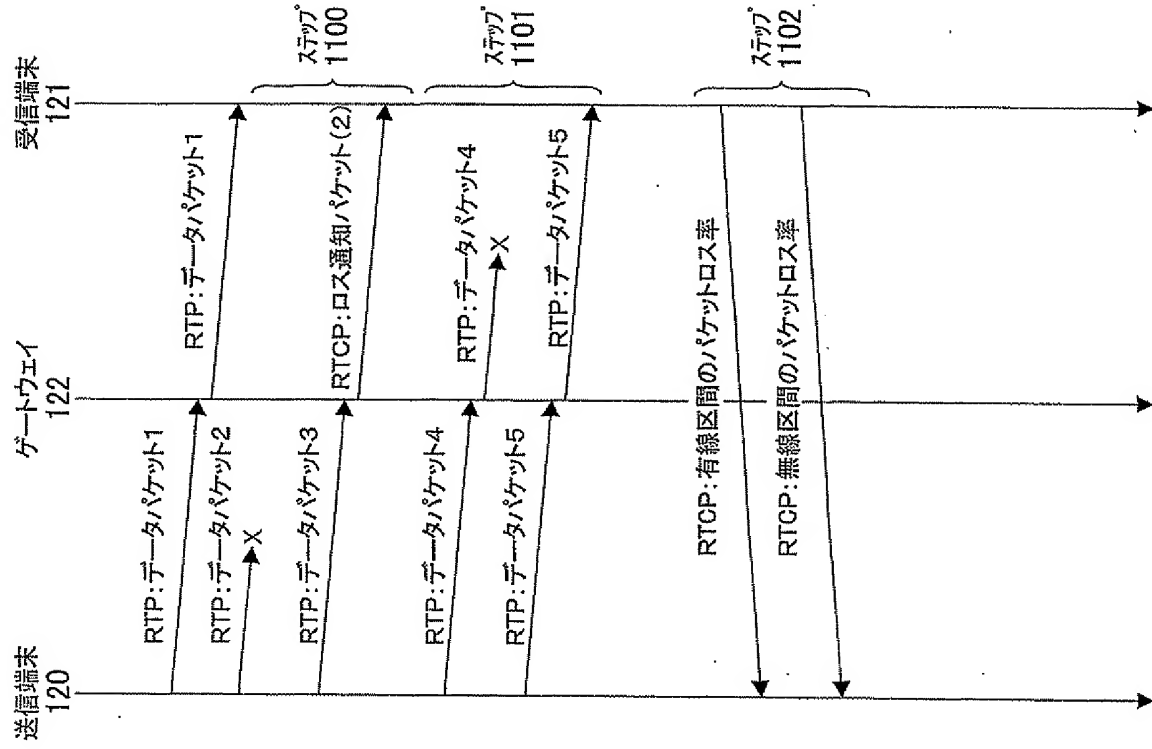 送信端末
120
ゲートウェイ
122
受信端末
121
RTP:データパケット1
RTP:データパケット1
RTP:データパケット2
X
ステップ
1100
RTP:データパケット3
RTCP:ロス通知パケット(2)
RTP:データパケット4
RTP:データパケット4
X
ステップ
1101
RTP:データパケット5
RTP:データパケット5
RTCP:有線区間のパケットロス率
RTCP:無線区間のパケットロス率
ステップ
1102